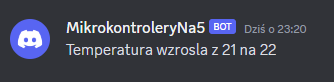 MikrokontroleryNa5 BOT Dziś o 23:20
Temperatura wzrosla z 21 na 22